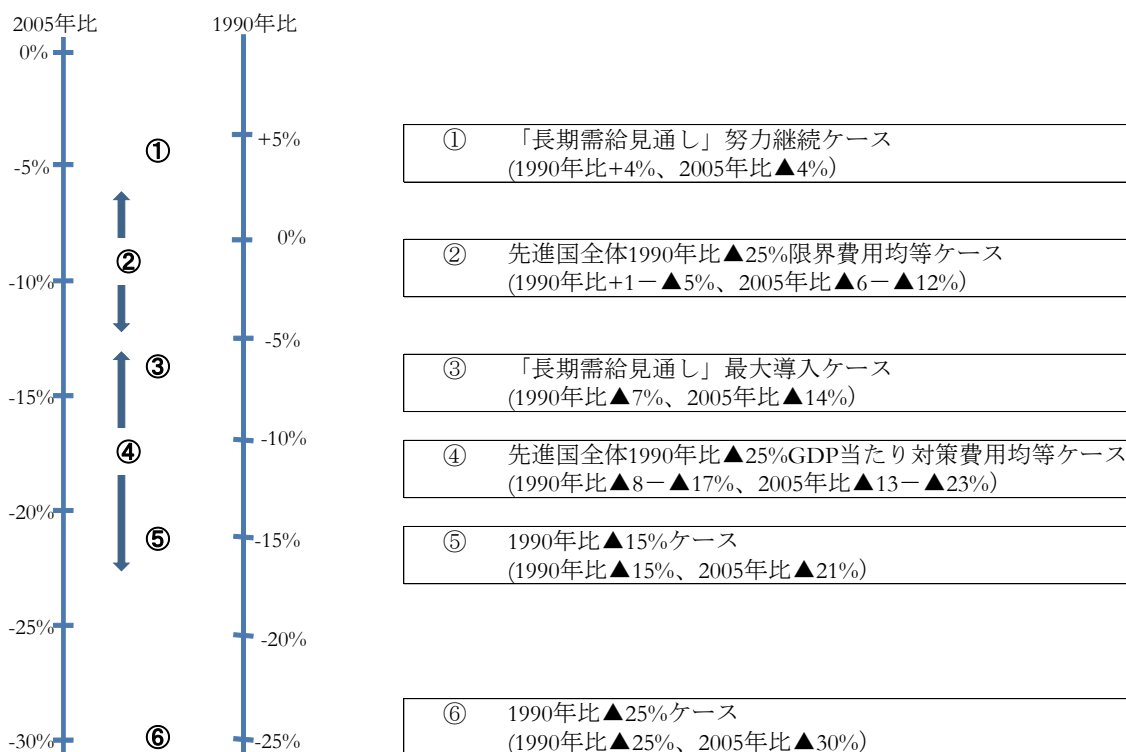 2005年比
1990年比
0%
+5%
①
-5%
0%
②
-10%
-5%
③
-15%
-10%
④
-20%
⑤
-15%
-25%
-20%
⑥
-30%
-25%
① 「長期需給見通し」努力継続ケース
(1990年比+4%、2005年比▲4%)
② 先進国全体1990年比▲25%限界費用均等ケース
(1990年比+1－▲5%、2005年比▲6－▲12%)
③ 「長期需給見通し」最大導入ケース
(1990年比▲7%、2005年比▲14%)
④ 先進国全体1990年比▲25%GDP当たり対策費用均等ケース
(1990年比▲8－▲17%、2005年比▲13－▲23%)
⑤ 1990年比▲15%ケース
(1990年比▲15%、2005年比▲21%)
⑥ 1990年比▲25%ケース
(1990年比▲25%、2005年比▲30%)